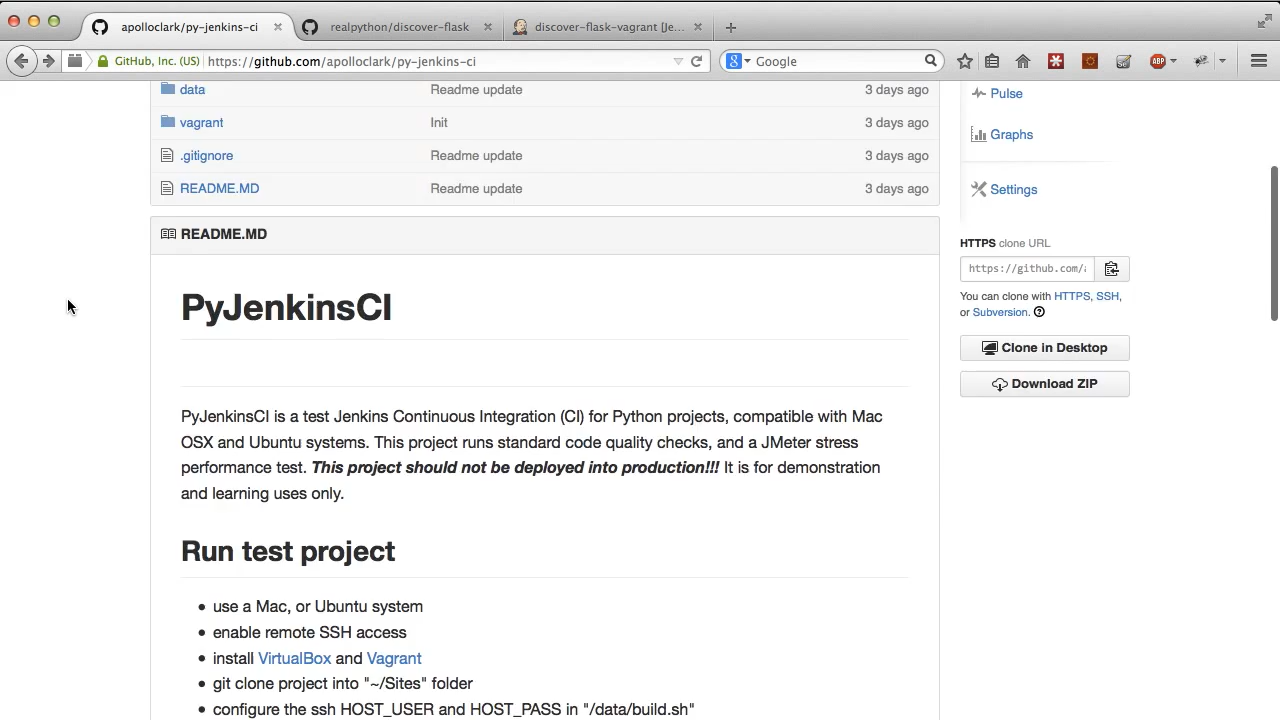 apolloclark/py-jenkins-ci
realpython/discover-flask
discover-flask-vagrant [Je...
GitHub, Inc. (US)
https://github.com/apolloclark/py-jenkins-ci
Google
ABP
data
Readme update
3 days ago
vagrant
Init
3 days ago
.gitignore
Readme update
3 days ago
README.MD
Readme update
3 days ago
Pulse
Graphs
Settings
HTTPS clone URL
https://github.com/a
You can clone with HTTPS, SSH,
or Subversion.
Clone in Desktop
Download ZIP
README.MD
PyJenkinsCI
PyJenkinsCI is a test Jenkins Continuous Integration (CI) for Python projects, compatible with Mac
OSX and Ubuntu systems. This project runs standard code quality checks, and a JMeter stress
performance test. This project should not be deployed into production!!! It is for demonstration
and learning uses only.
Run test project
• use a Mac, or Ubuntu system
• enable remote SSH access
• install VirtualBox and Vagrant
• git clone project into "~/Sites" folder
• configure the ssh HOST_USER and HOST_PASS in "/data/build.sh"